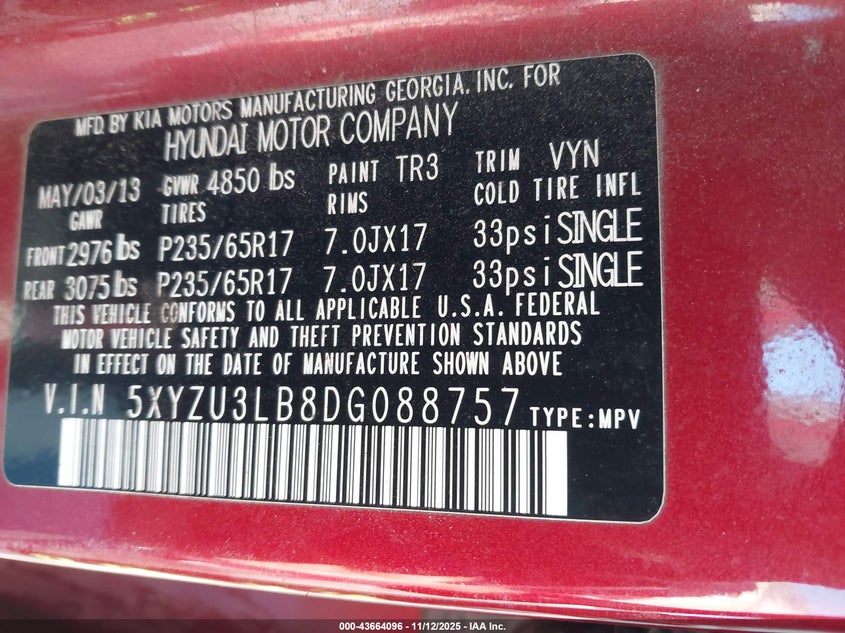 MFD BY KIA MOTORS MANUFACTURING GEORGIA, INC. FOR
HYUNDAI MOTOR COMPANY
MAY/03/13 GVWR 4850 lbs PAINT TR3 TRIM VYN
GAWR TIRES RIMS COLD TIRE INFL
FRONT 2976 lbs P235/65R17 7.0JX17 33psi SINGLE
REAR 3075 lbs P235/65R17 7.0JX17 33psi SINGLE
THIS VEHICLE CONFORMS TO ALL APPLICABLE U.S.A. FEDERAL
MOTOR VEHICLE SAFETY AND THEFT PREVENTION STANDARDS
IN EFFECT ON THE DATE OF MANUFACTURE SHOWN ABOVE
V.I.N 5XYZU3LB8DG088757 TYPE:MPV
000-43664096 - 11/12/2025 - IAA Inc.